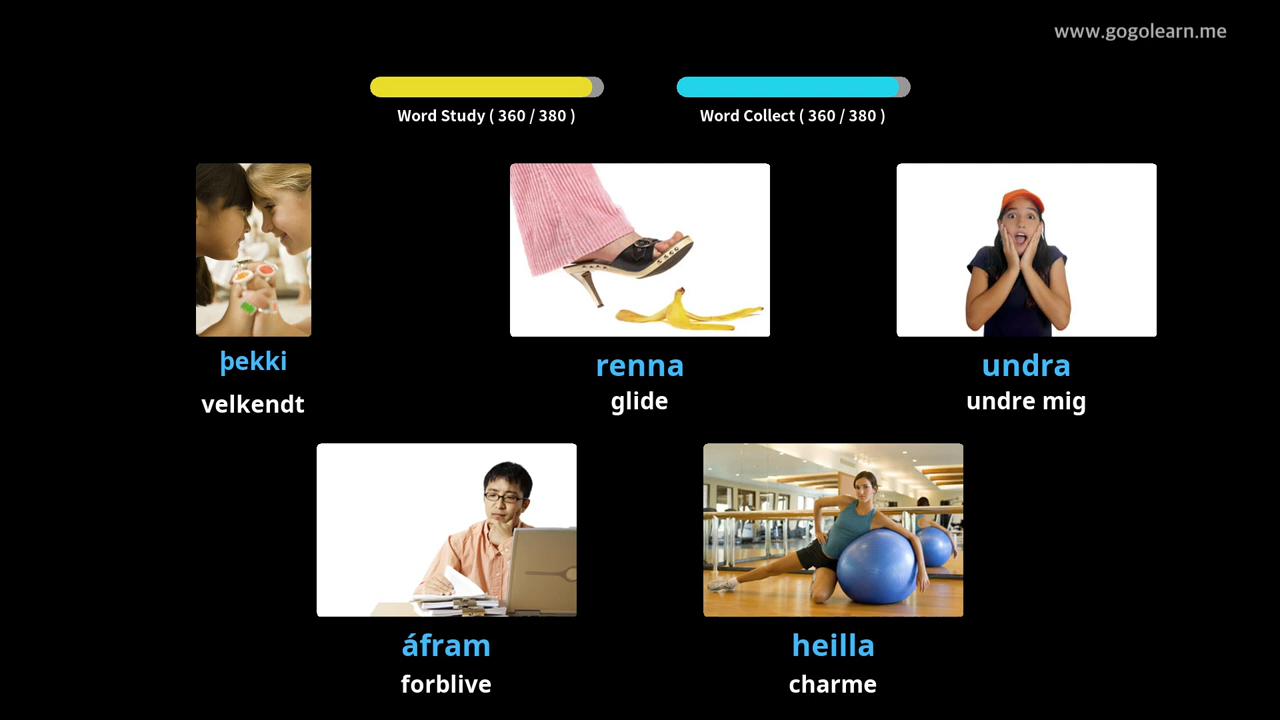 www.gogolearn.me
Word Study ( 360 / 380 )
Word Collect ( 360 / 380 )
þekki
velkendt
renna
glide
undra
undre mig
áfram
forblive
heilla
charme